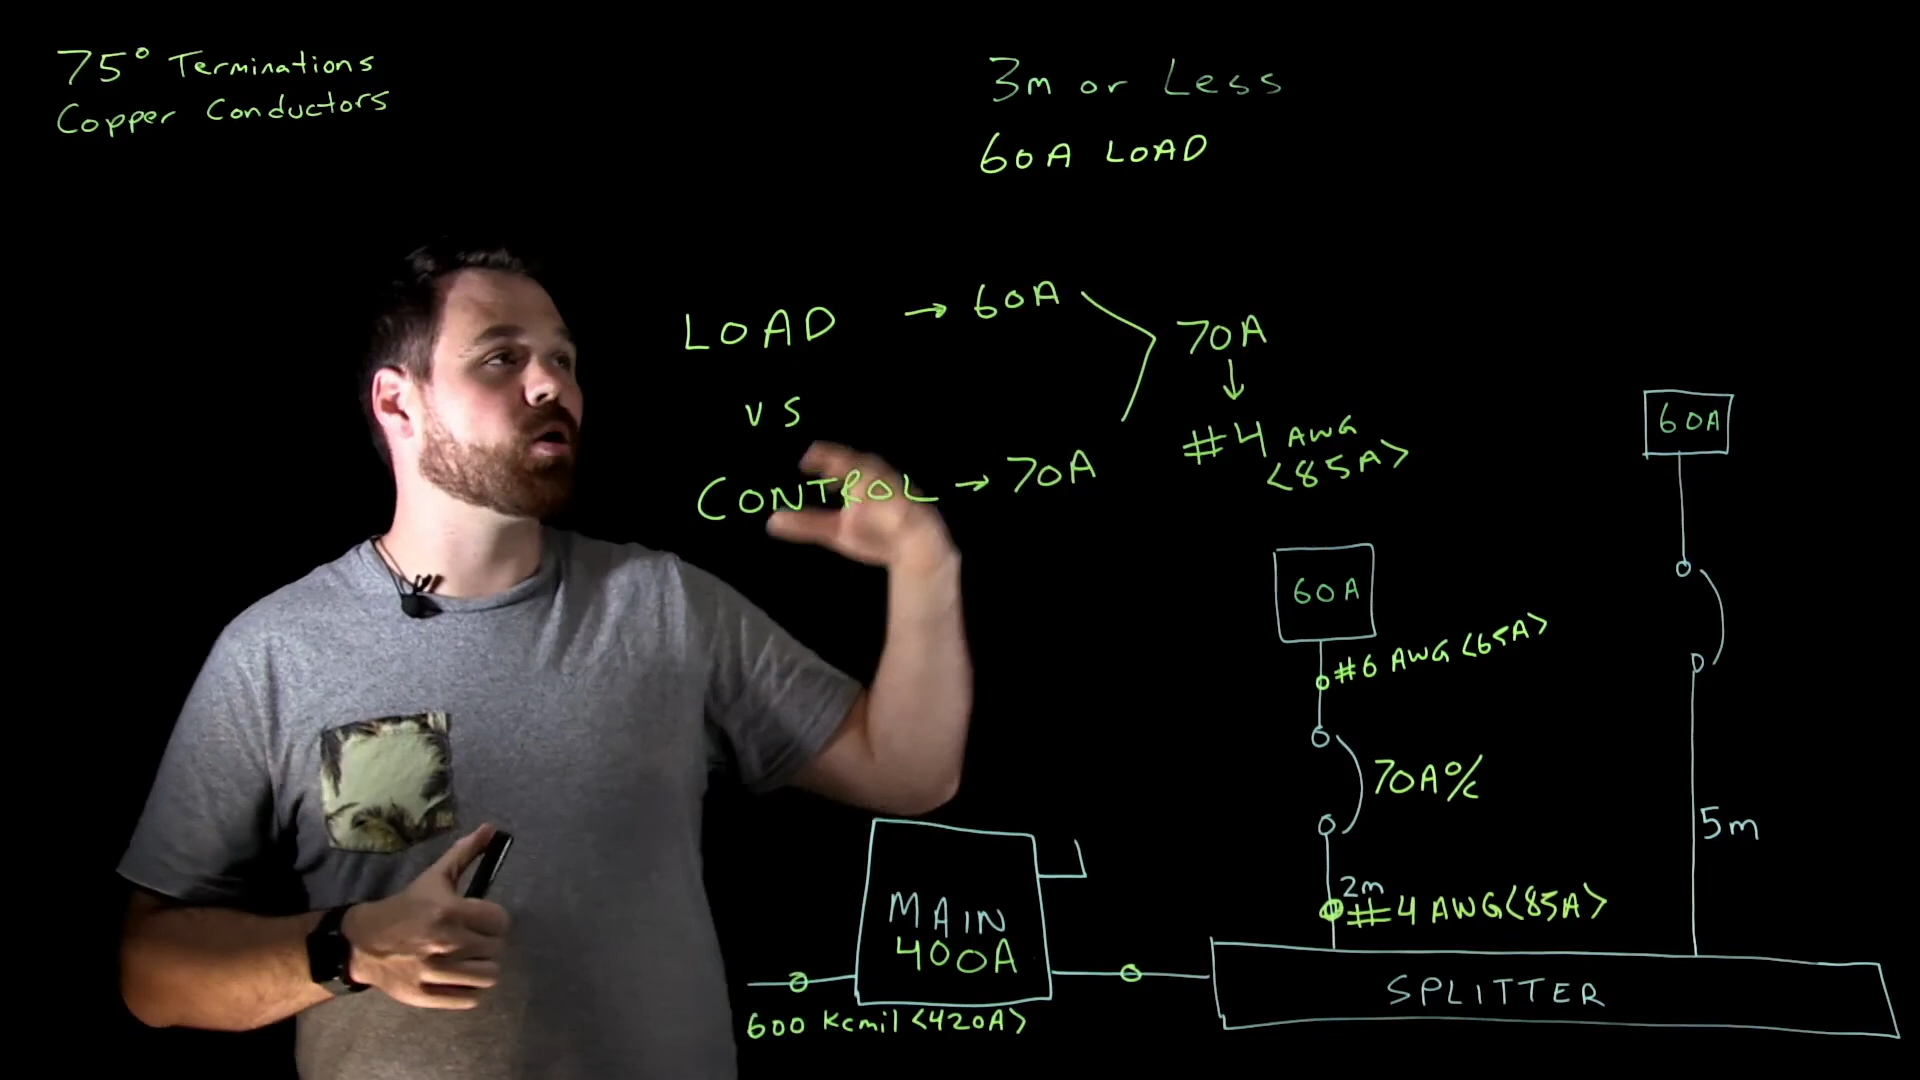 75° Terminations
Copper Conductors
3m or Less
60A LOAD
LOAD → 60A
70A
VS
#4 AWG
<85A>
CONTROL → 70A
60A
60A
#6 AWG <65A>
70A o/c
5m
2m
#4 AWG <85A>
MAIN
400A
SPLITTER
600 Kcmil <420A>